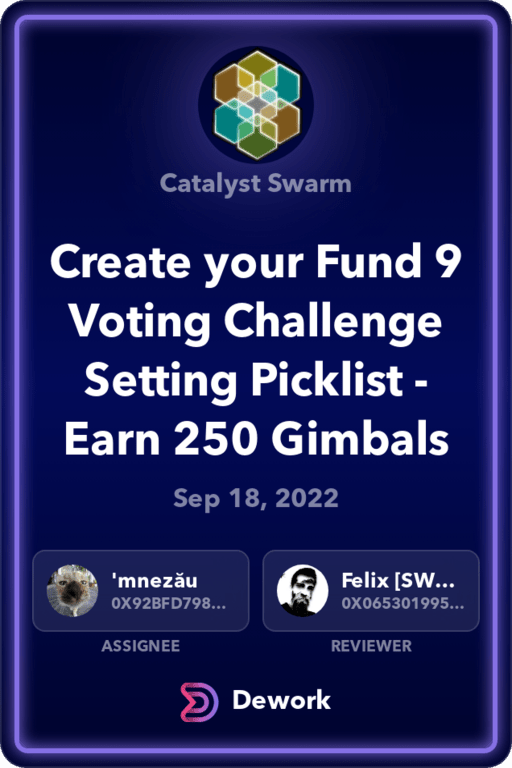 Catalyst Swarm
Create your Fund 9
Voting Challenge
Setting Picklist -
Earn 250 Gimbals
Sep 18, 2022
'mnezău
0X92BFD798...
Felix [SW...
0X065301995...
ASSIGNEE
REVIEWER
Dework